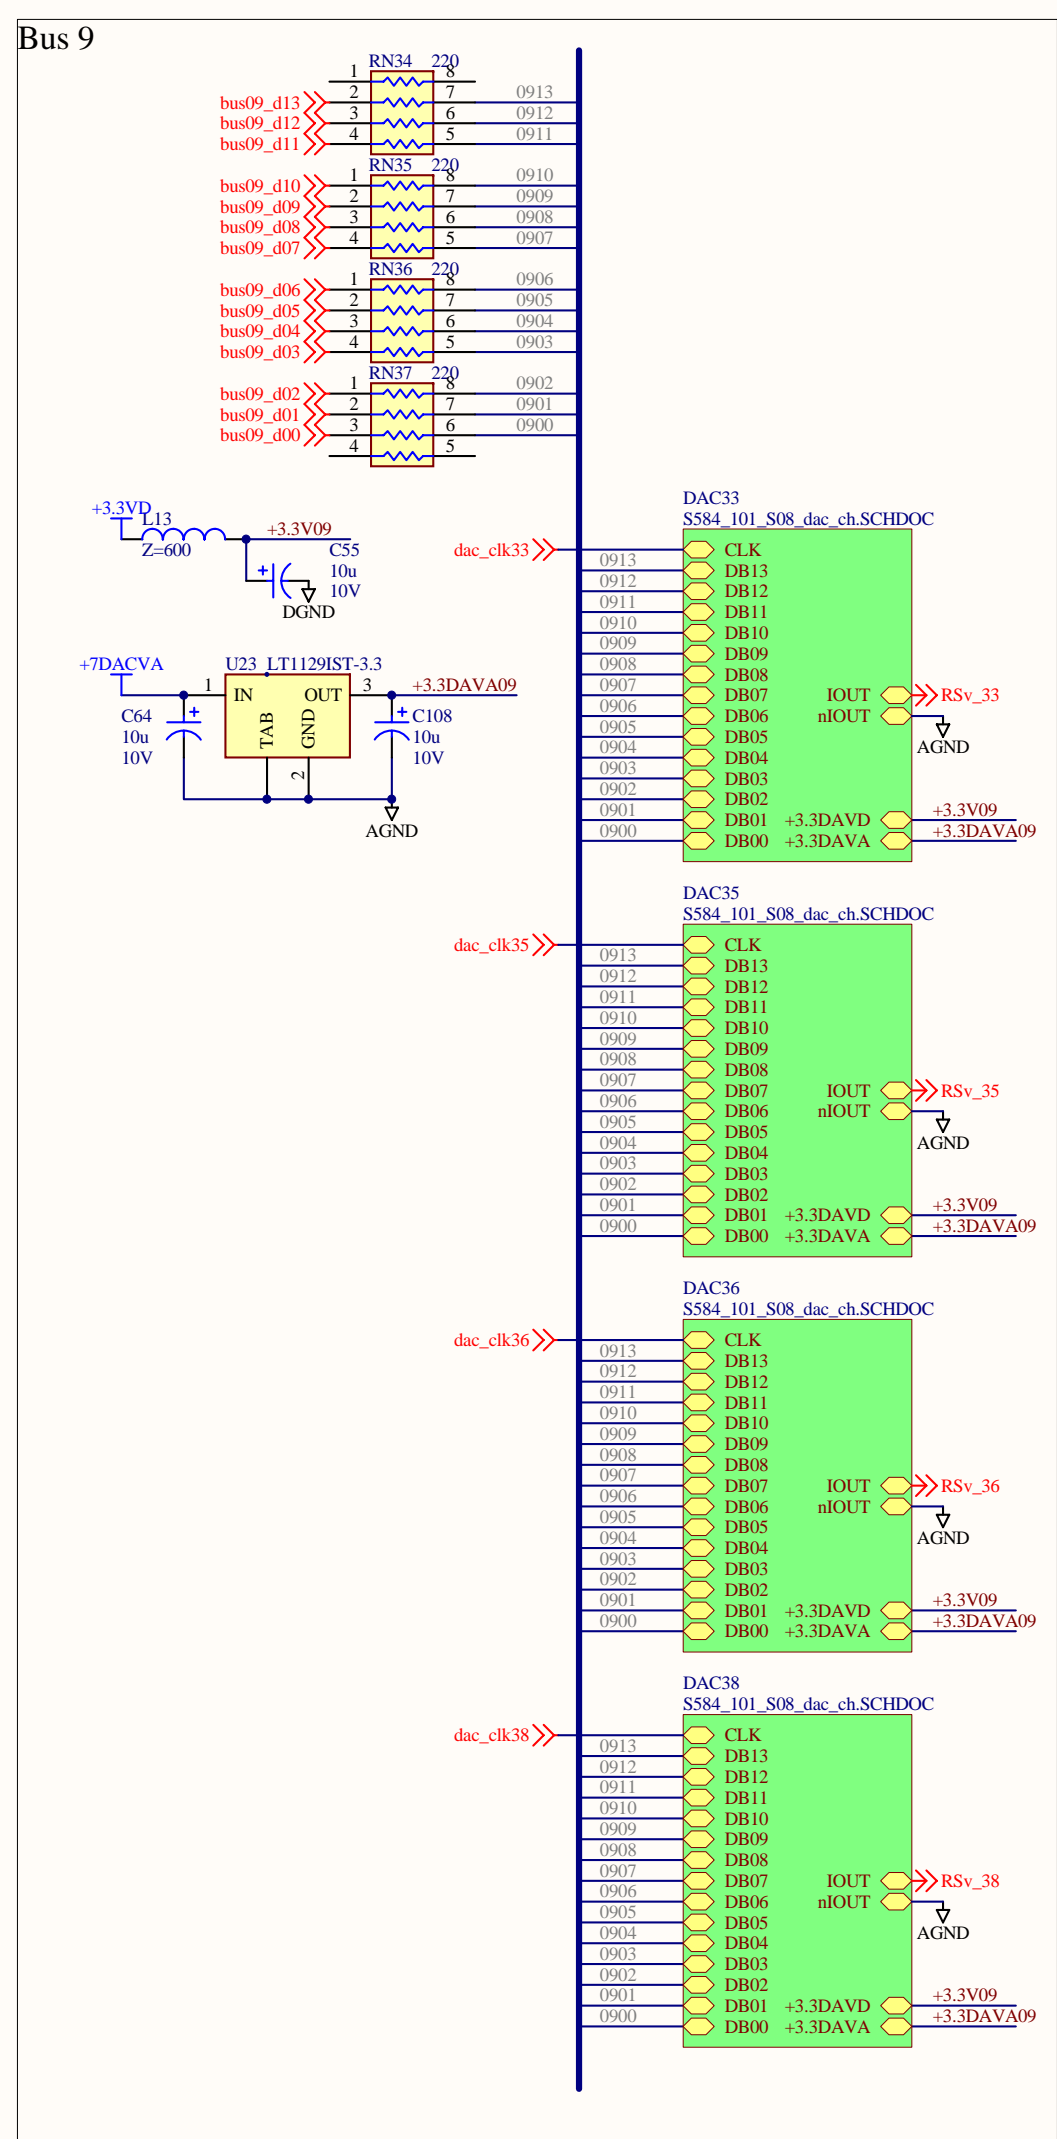 Bus 9
RN34 220
1 8
bus09_d13 2 7 0913
bus09_d12 3 6 0912
bus09_d11 4 5 0911
RN35 220
bus09_d10 1 8 0910
bus09_d09 2 7 0909
bus09_d08 3 6 0908
bus09_d07 4 5 0907
RN36 220
bus09_d06 1 8 0906
bus09_d05 2 7 0905
bus09_d04 3 6 0904
bus09_d03 4 5 0903
RN37 220
bus09_d02 1 8 0902
bus09_d01 2 7 0901
bus09_d00 3 6 0900
4 5
+3.3VD
L13
Z=600
+3.3V09
C55
10u
10V
DGND
+7DACVA
U23 LT1129IST-3.3
1 IN OUT 3
+3.3DAVA09
TAB
GND
2
C64
10u
10V
C108
10u
10V
AGND
DAC33
S584_101_S08_dac_ch.SCHDOC
dac_clk33 CLK
0913 DB13
0912 DB12
0911 DB11
0910 DB10
0909 DB09
0908 DB08
0907 DB07 IOUT RSv_33
0906 DB06 nIOUT
0905 DB05 AGND
0904 DB04
0903 DB03
0902 DB02
0901 DB01 +3.3DAVD +3.3V09
0900 DB00 +3.3DAVA +3.3DAVA09
DAC35
S584_101_S08_dac_ch.SCHDOC
dac_clk35 CLK
0913 DB13
0912 DB12
0911 DB11
0910 DB10
0909 DB09
0908 DB08
0907 DB07 IOUT RSv_35
0906 DB06 nIOUT
0905 DB05 AGND
0904 DB04
0903 DB03
0902 DB02
0901 DB01 +3.3DAVD +3.3V09
0900 DB00 +3.3DAVA +3.3DAVA09
DAC36
S584_101_S08_dac_ch.SCHDOC
dac_clk36 CLK
0913 DB13
0912 DB12
0911 DB11
0910 DB10
0909 DB09
0908 DB08
0907 DB07 IOUT RSv_36
0906 DB06 nIOUT
0905 DB05 AGND
0904 DB04
0903 DB03
0902 DB02
0901 DB01 +3.3DAVD +3.3V09
0900 DB00 +3.3DAVA +3.3DAVA09
DAC38
S584_101_S08_dac_ch.SCHDOC
dac_clk38 CLK
0913 DB13
0912 DB12
0911 DB11
0910 DB10
0909 DB09
0908 DB08
0907 DB07 IOUT RSv_38
0906 DB06 nIOUT
0905 DB05 AGND
0904 DB04
0903 DB03
0902 DB02
0901 DB01 +3.3DAVD +3.3V09
0900 DB00 +3.3DAVA +3.3DAVA09